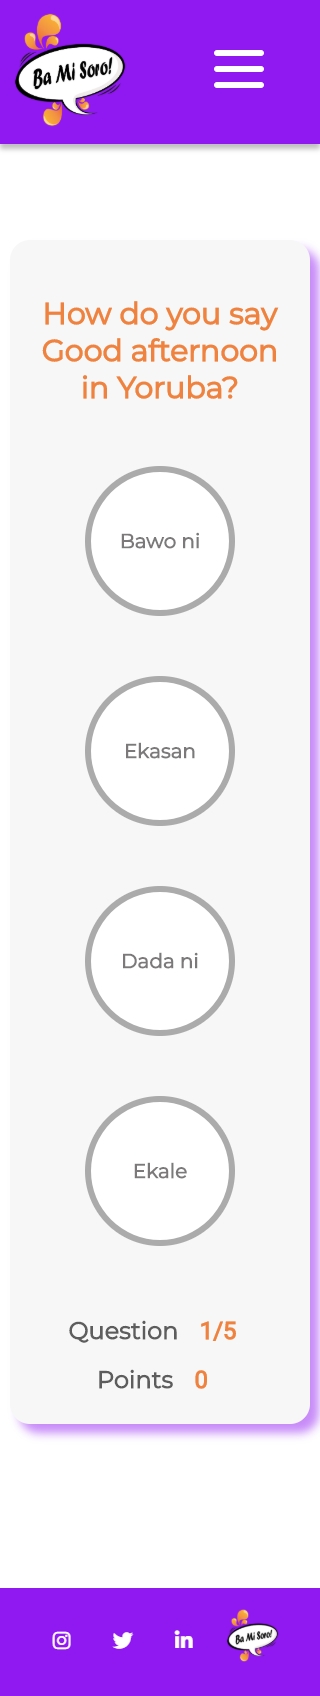 Ba Mi Soro!
How do you say
Good afternoon
in Yoruba?
Bawo ni
Ekasan
Dada ni
Ekale
Question 1/5
Points 0
Ba Mi Soro!